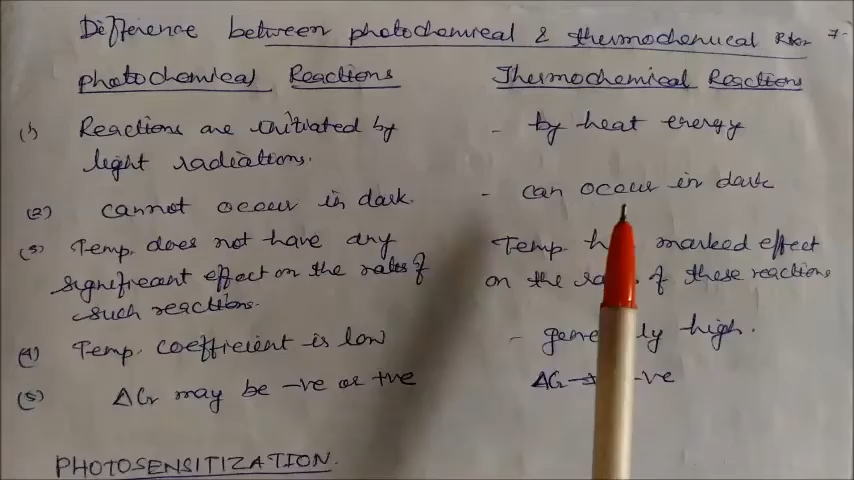 Difference between photochemical & thermochemical Rxn 7-
photochemical Reactions
Thermochemical Reactions
(1) Reactions are initiated by
light radiations.
- by heat energy
(2) cannot occur in dark.
- can occur in dark
(3) Temp. does not have any
significant effect on the rates of
such reactions.
Temp. marked effect
on the of these reactions
(4) Temp. coefficient is low
- high.
(5) ΔG may be -ve or +ve
ΔG -ve
PHOTOSENSITIZATION.